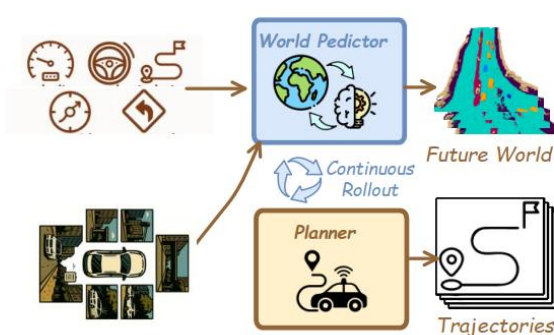 World Pedictor
Future World
Continuous
Rollout
Planner
Trajectories